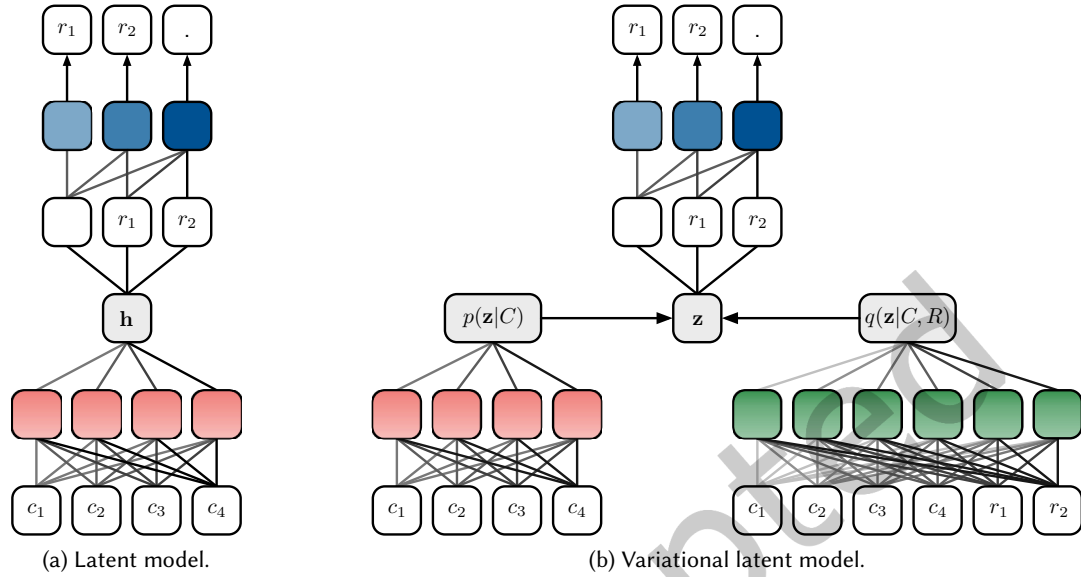 r₁ r₂ . r₁ r₂ .
r₁ r₂ r₁ r₂
h p(z|C) z q(z|C, R)
c₁ c₂ c₃ c₄ c₁ c₂ c₃ c₄ c₁ c₂ c₃ c₄ r₁ r₂
(a) Latent model. (b) Variational latent model.